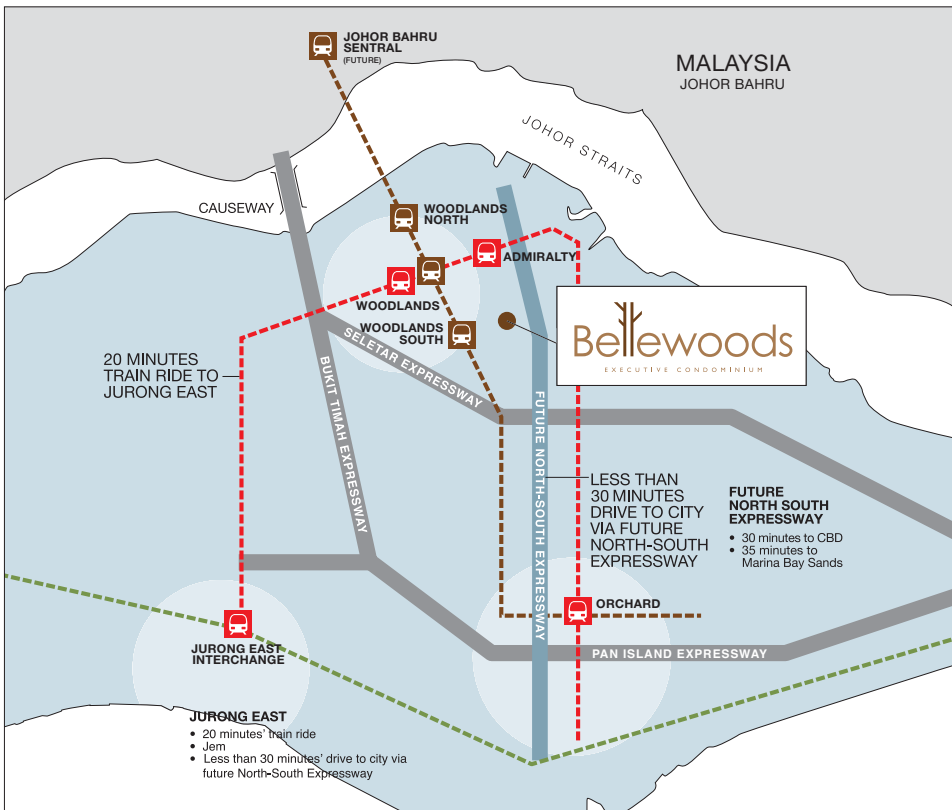 JOHOR BAHRU
SENTRAL
(FUTURE)
MALAYSIA
JOHOR BAHRU
JOHOR STRAITS
CAUSEWAY
WOODLANDS
NORTH
ADMIRALTY
WOODLANDS
WOODLANDS
SOUTH
Bellewoods
EXECUTIVE CONDOMINIUM
SELETAR EXPRESSWAY
BUKIT TIMAH EXPRESSWAY
20 MINUTES
TRAIN RIDE TO
JURONG EAST
FUTURE NORTH-SOUTH EXPRESSWAY
LESS THAN
30 MINUTES
DRIVE TO CITY
VIA FUTURE
NORTH-SOUTH
EXPRESSWAY
FUTURE
NORTH SOUTH
EXPRESSWAY
• 30 minutes to CBD
• 35 minutes to
Marina Bay Sands
ORCHARD
PAN ISLAND EXPRESSWAY
JURONG EAST
INTERCHANGE
JURONG EAST
• 20 minutes' train ride
• Jem
• Less than 30 minutes' drive to city via
future North-South Expressway